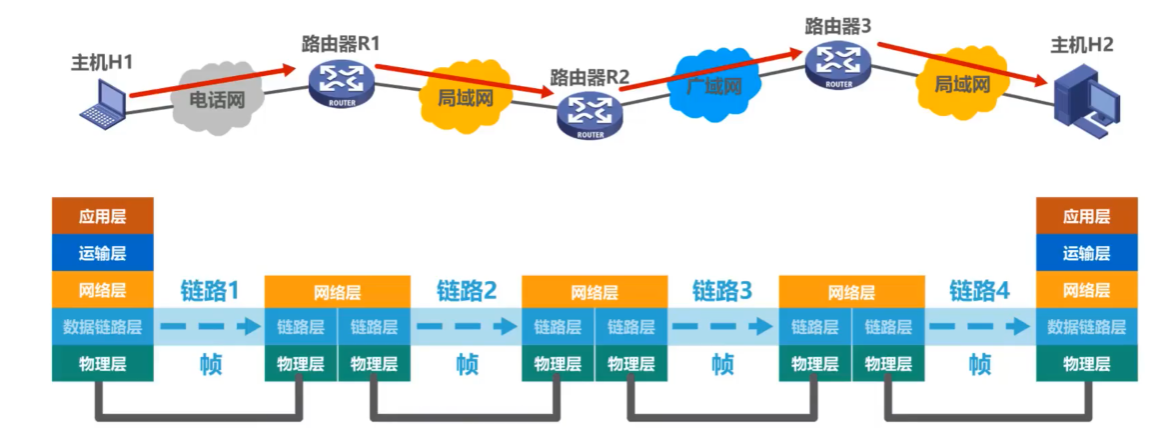 主机H1
路由器R1
路由器R2
路由器3
主机H2
电话网
局域网
广域网
局域网
ROUTER
ROUTER
ROUTER
应用层
运输层
网络层
数据链路层
物理层
链路1
帧
网络层
链路层 链路层
物理层 物理层
链路2
帧
网络层
链路层 链路层
物理层 物理层
链路3
帧
网络层
链路层 链路层
物理层 物理层
链路4
帧
应用层
运输层
网络层
数据链路层
物理层